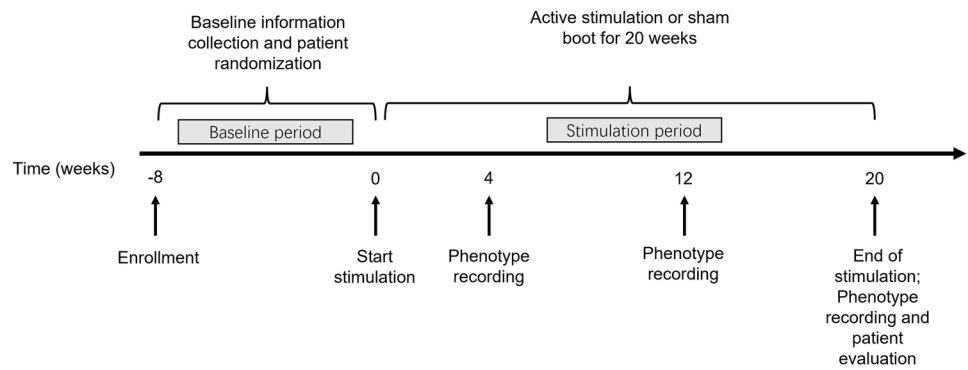 Baseline information
collection and patient
randomization
Active stimulation or sham
boot for 20 weeks
Baseline period
Stimulation period
Time (weeks)
-8
0
4
12
20
Enrollment
Start
stimulation
Phenotype
recording
Phenotype
recording
End of
stimulation;
Phenotype
recording and
patient
evaluation